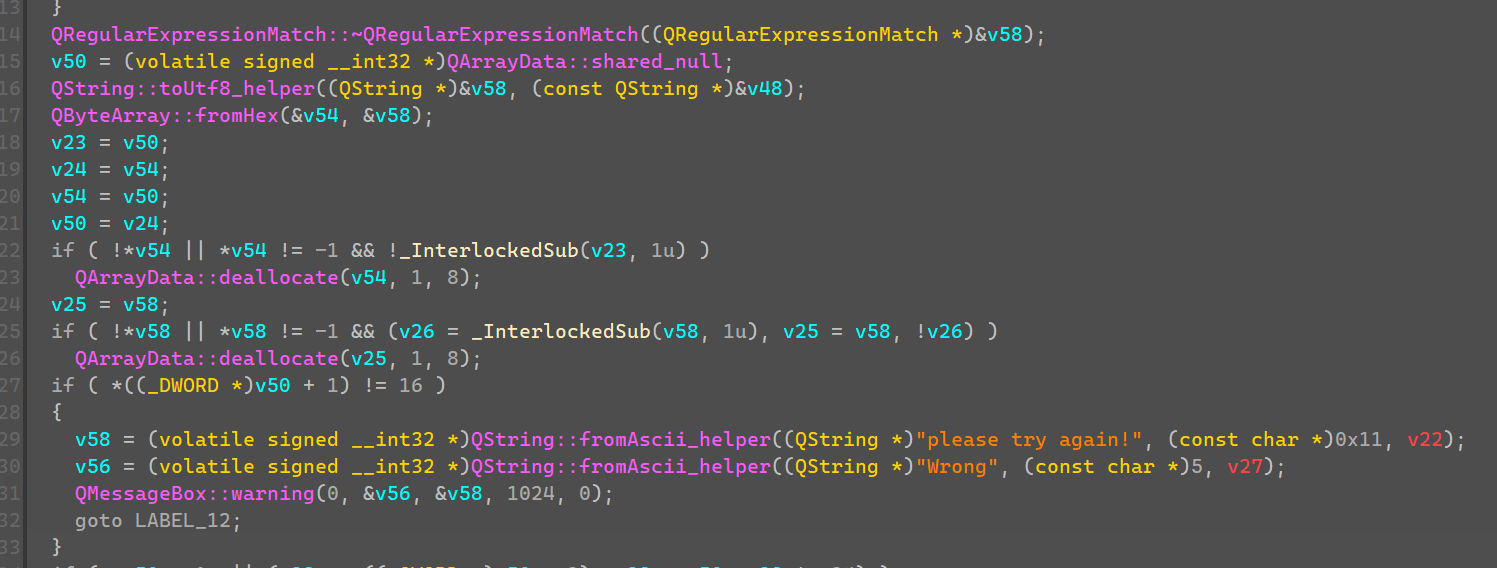 13 }
14 QRegularExpressionMatch::~QRegularExpressionMatch((QRegularExpressionMatch *)&v58);
15 v50 = (volatile signed __int32 *)QArrayData::shared_null;
16 QString::toUtf8_helper((QString *)&v58, (const QString *)&v48);
17 QByteArray::fromHex(&v54, &v58);
18 v23 = v50;
19 v24 = v54;
20 v54 = v50;
21 v50 = v24;
22 if ( !*v54 || *v54 != -1 && !_InterlockedSub(v23, 1u) )
23 QArrayData::deallocate(v54, 1, 8);
24 v25 = v58;
25 if ( !*v58 || *v58 != -1 && (v26 = _InterlockedSub(v58, 1u), v25 = v58, !v26) )
26 QArrayData::deallocate(v25, 1, 8);
27 if ( *((_DWORD *)v50 + 1) != 16 )
28 {
29 v58 = (volatile signed __int32 *)QString::fromAscii_helper((QString *)"please try again!", (const char *)0x11, v22);
30 v56 = (volatile signed __int32 *)QString::fromAscii_helper((QString *)"Wrong", (const char *)5, v27);
31 QMessageBox::warning(0, &v56, &v58, 1024, 0);
32 goto LABEL_12;
33 }